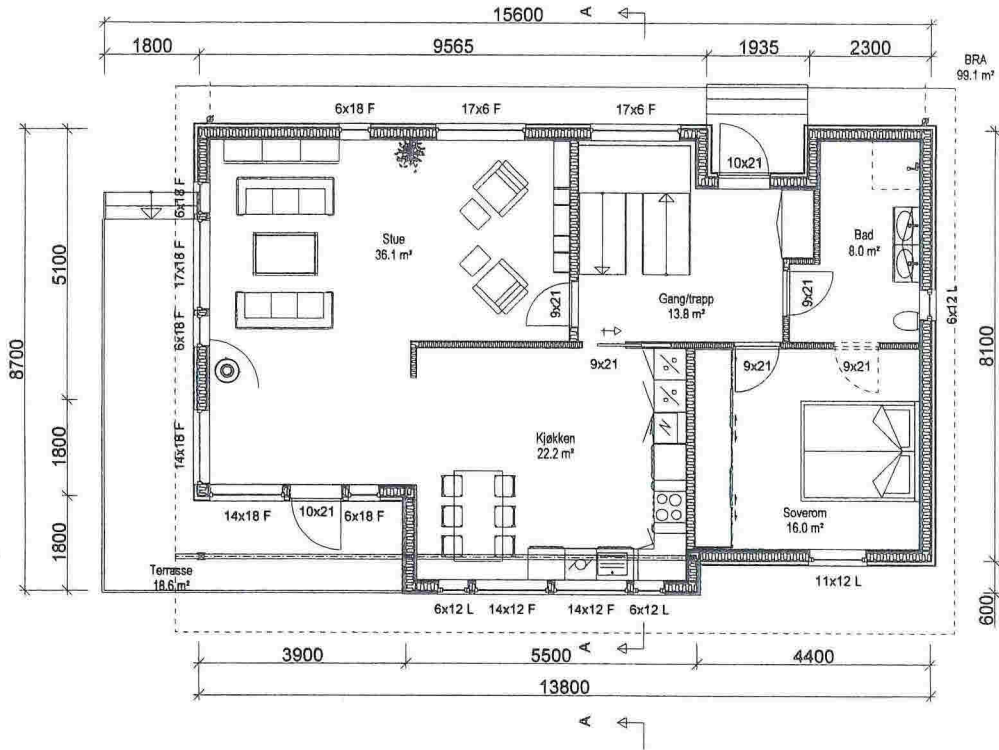 15600
A
1800
9565
1935
2300
BRA
99.1 m²
6x18 F
17x6 F
17x6 F
10x21
6x18 F
17x18 F
6x18 F
14x18 F
Stue
36.1 m²
Bad
8.0 m²
9x21
9x21
Gang/trapp
13.8 m²
6x12 L
9x21
9x21
9x21
8700
5100
1800
1800
8100
600
Kjøkken
22.2 m²
Soverom
16.0 m²
14x18 F
10x21
6x18 F
Terrasse
18.6 m²
11x12 L
6x12 L
14x12 F
14x12 F
6x12 L
3900
5500
A
4400
13800
A